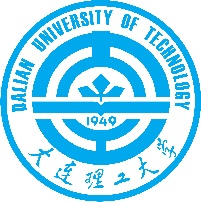 DALIAN UNIVERSITY OF TECHNOLOGY
1949
大连理工大学